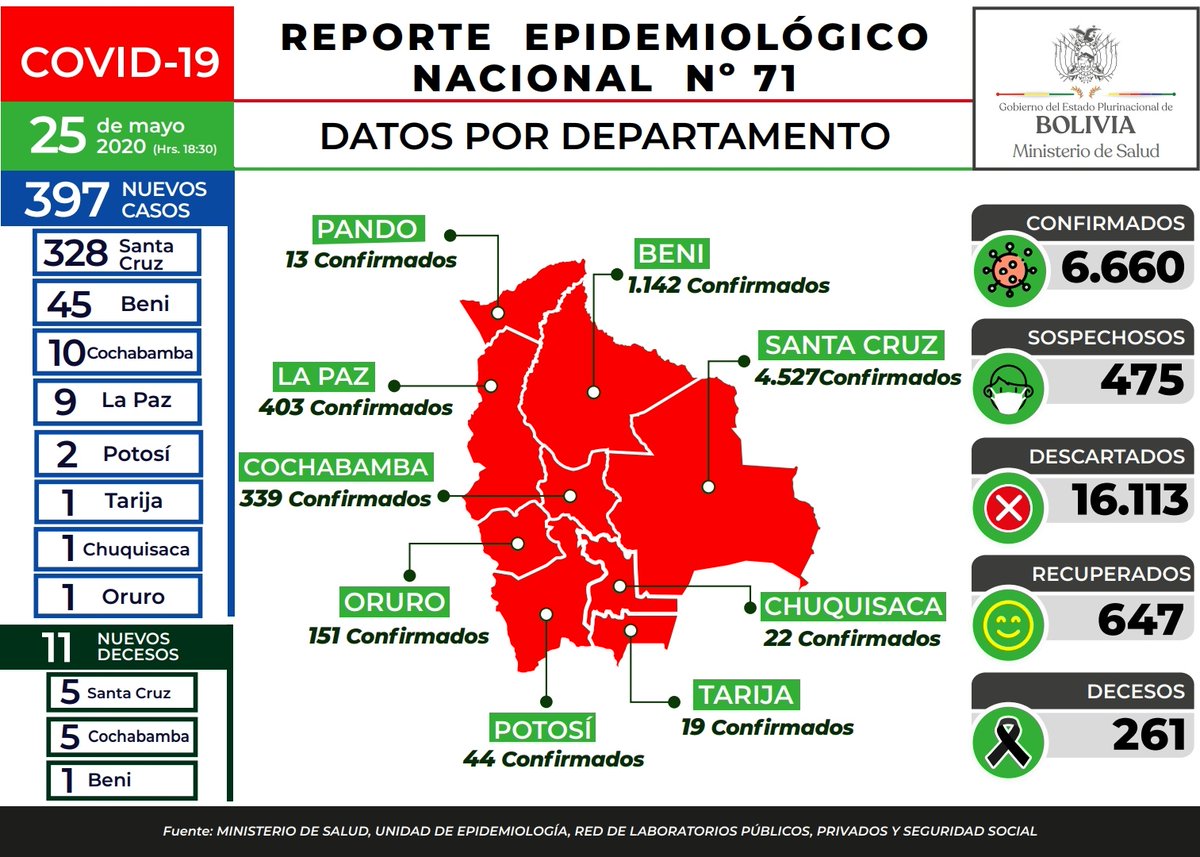 COVID-19
25 de mayo
2020 (Hrs. 18:30)
REPORTE EPIDEMIOLÓGICO
NACIONAL Nº 71
DATOS POR DEPARTAMENTO
Gobierno del Estado Plurinacional de
BOLIVIA
Ministerio de Salud
397 NUEVOS
CASOS
328 Santa
Cruz
45 Beni
10 Cochabamba
9 La Paz
2 Potosí
1 Tarija
1 Chuquisaca
1 Oruro
11 NUEVOS
DECESOS
5 Santa Cruz
5 Cochabamba
1 Beni
PANDO
13 Confirmados
BENI
1.142 Confirmados
SANTA CRUZ
4.527Confirmados
LA PAZ
403 Confirmados
COCHABAMBA
339 Confirmados
ORURO
151 Confirmados
CHUQUISACA
22 Confirmados
TARIJA
19 Confirmados
POTOSÍ
44 Confirmados
CONFIRMADOS
6.660
SOSPECHOSOS
475
DESCARTADOS
16.113
RECUPERADOS
647
DECESOS
261
Fuente: MINISTERIO DE SALUD, UNIDAD DE EPIDEMIOLOGÍA, RED DE LABORATORIOS PÚBLICOS, PRIVADOS Y SEGURIDAD SOCIAL